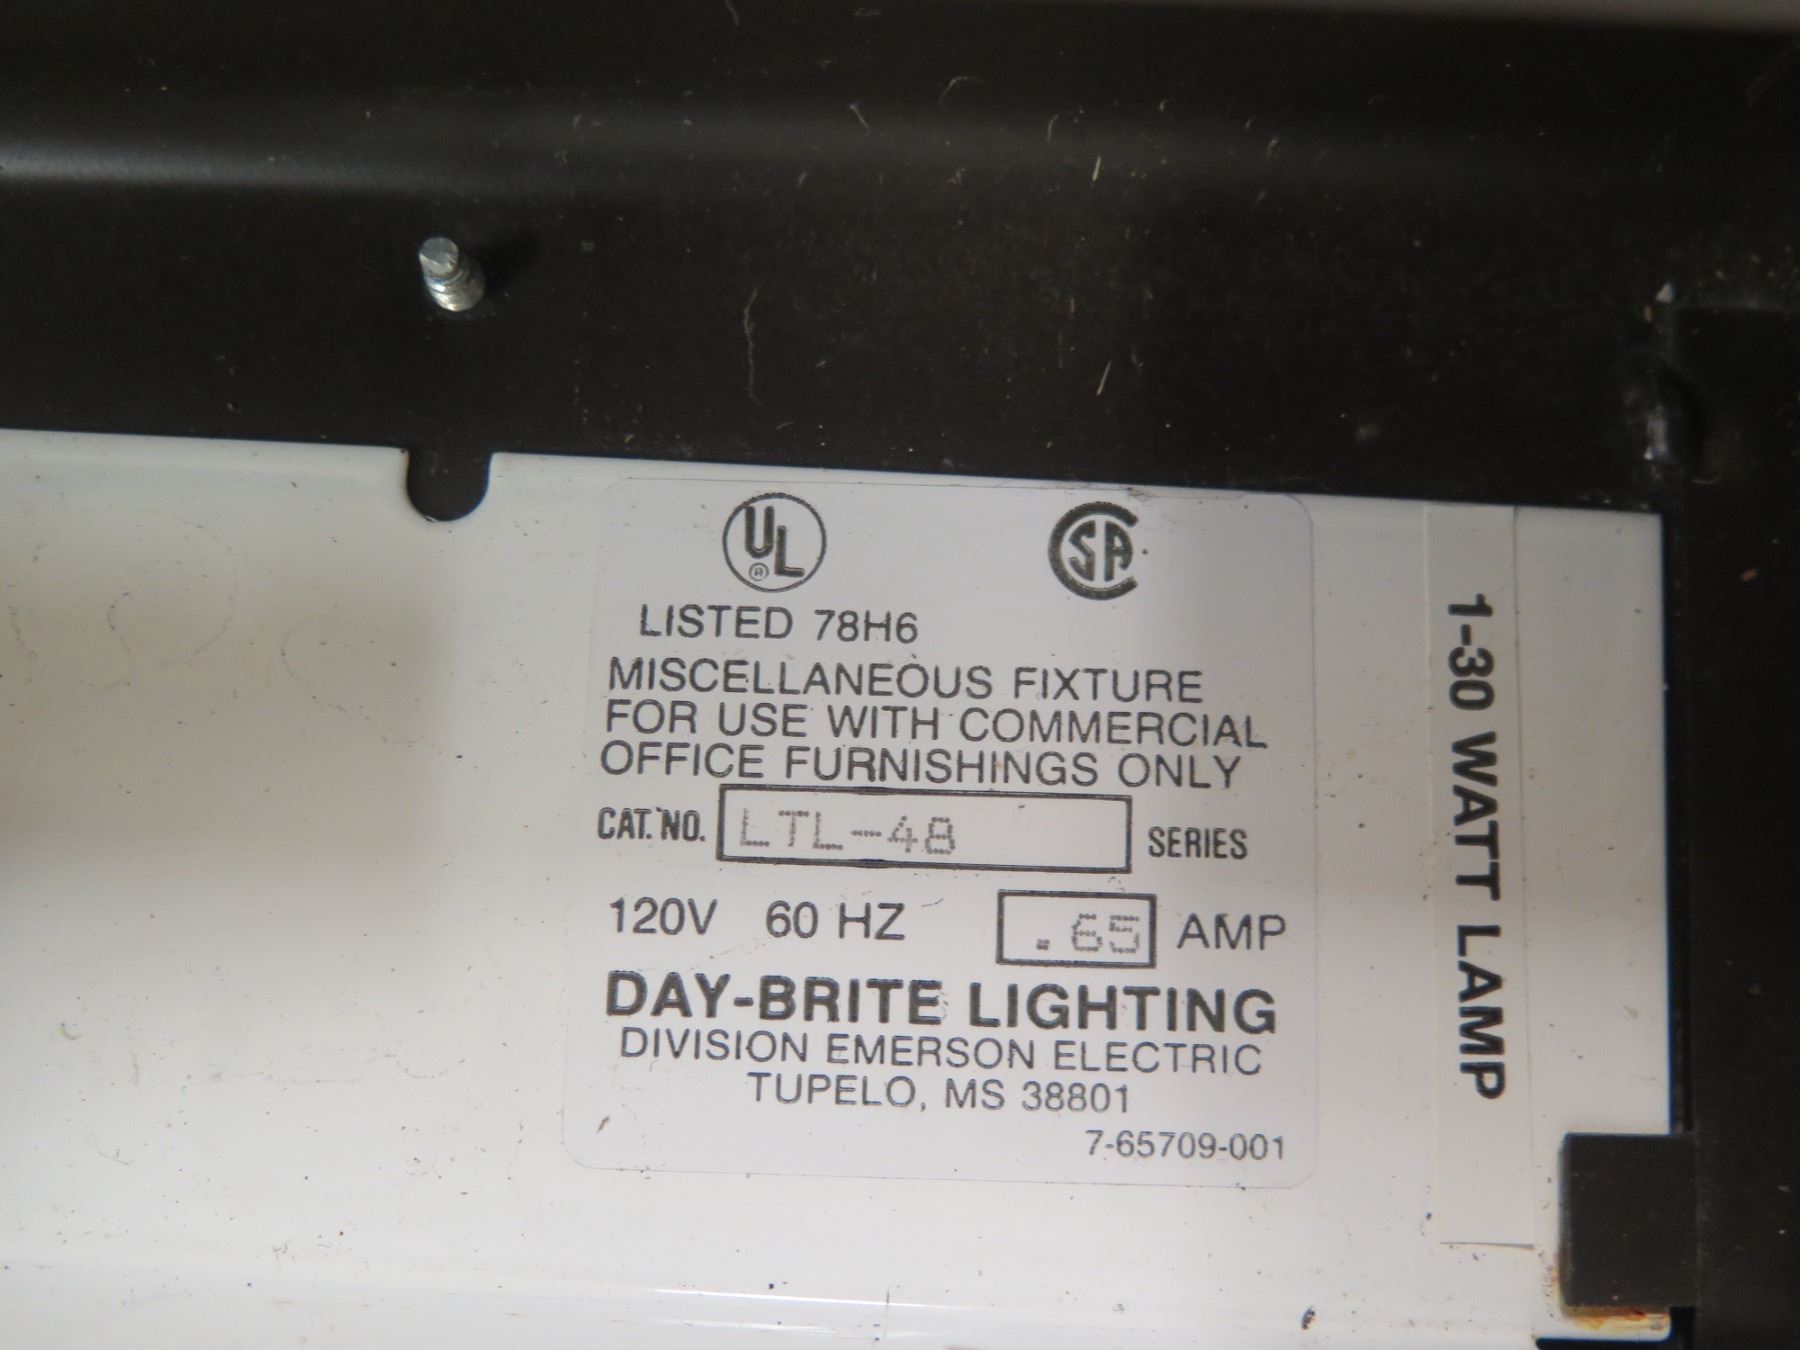 UL ®
SA
LISTED 78H6
MISCELLANEOUS FIXTURE
FOR USE WITH COMMERCIAL
OFFICE FURNISHINGS ONLY
CAT. NO. LTL-48 SERIES
120V 60 HZ .65 AMP
DAY-BRITE LIGHTING
DIVISION EMERSON ELECTRIC
TUPELO, MS 38801
7-65709-001
1-30 WATT LAMP